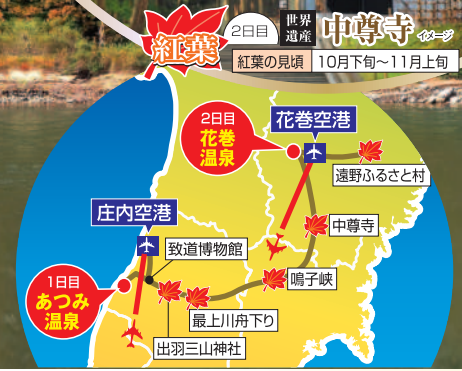 紅葉
2日目
世界
遺産
中尊寺 イメージ
紅葉の見頃 10月下旬～11月上旬
2日目
花巻
温泉
花巻空港
遠野ふるさと村
庄内空港
中尊寺
致道博物館
鳴子峡
1日目
あつみ
温泉
最上川舟下り
出羽三山神社